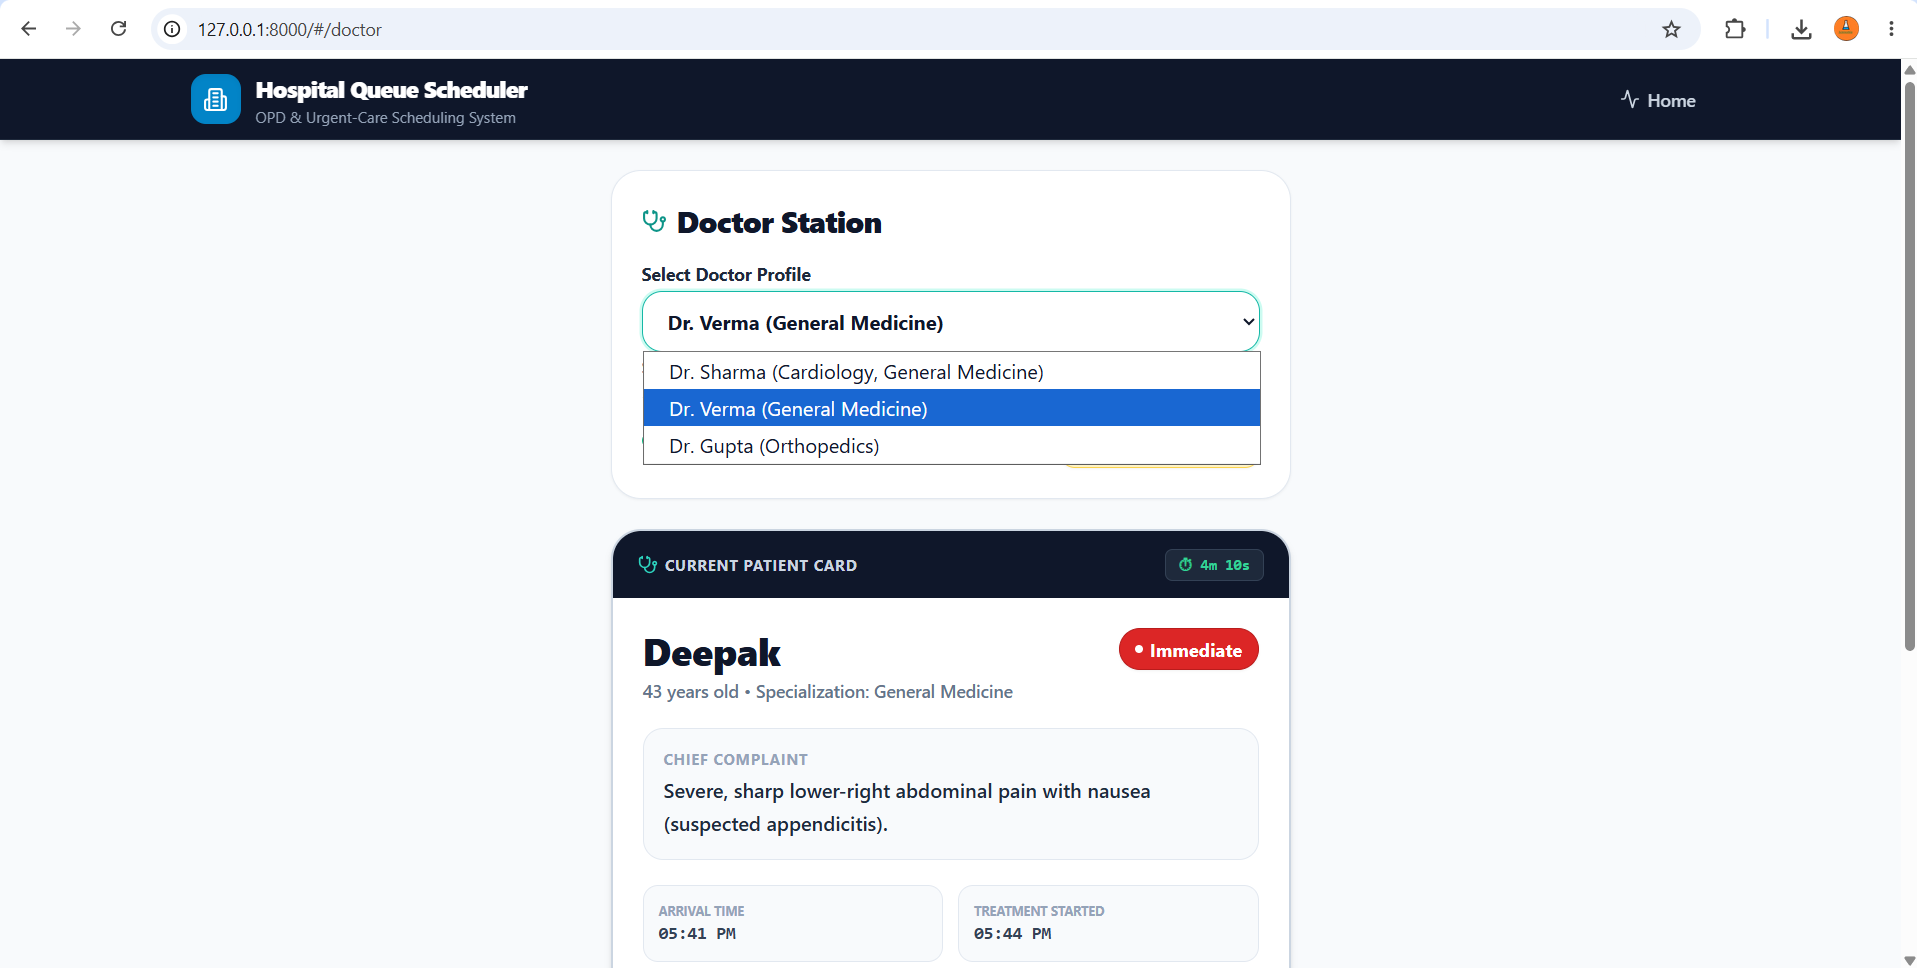 127.0.0.1:8000/#/doctor
Hospital Queue Scheduler
OPD & Urgent-Care Scheduling System
Home
Doctor Station
Select Doctor Profile
Dr. Verma (General Medicine)
Dr. Sharma (Cardiology, General Medicine)
Dr. Verma (General Medicine)
Dr. Gupta (Orthopedics)
CURRENT PATIENT CARD
4m 10s
Deepak
Immediate
43 years old • Specialization: General Medicine
CHIEF COMPLAINT
Severe, sharp lower-right abdominal pain with nausea
(suspected appendicitis).
ARRIVAL TIME
TREATMENT STARTED
05:41 PM
05:44 PM